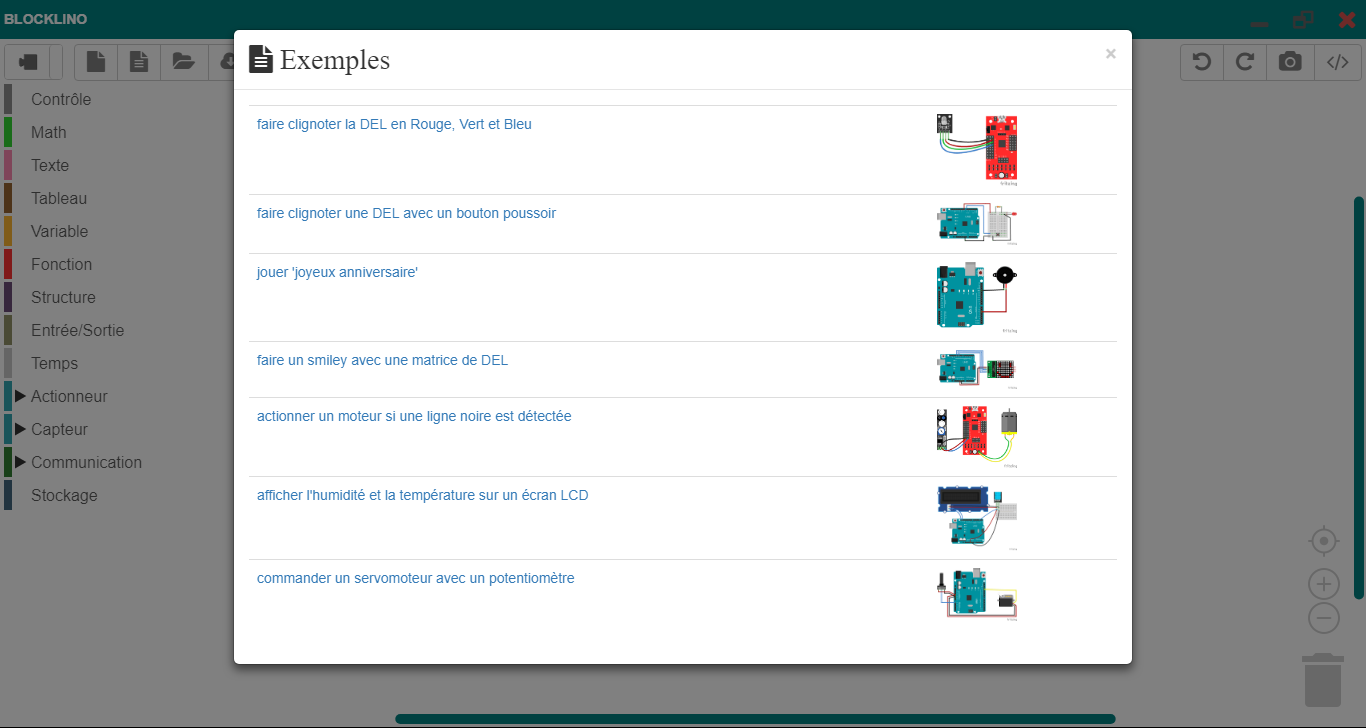 BLOCKLINO
Exemples
×
Contrôle
Math
Texte
Tableau
Variable
Fonction
Structure
Entrée/Sortie
Temps
Actionneur
Capteur
Communication
Stockage
faire clignoter la DEL en Rouge, Vert et Bleu
faire clignoter une DEL avec un bouton poussoir
jouer 'joyeux anniversaire'
faire un smiley avec une matrice de DEL
actionner un moteur si une ligne noire est détectée
afficher l'humidité et la température sur un écran LCD
commander un servomoteur avec un potentiomètre